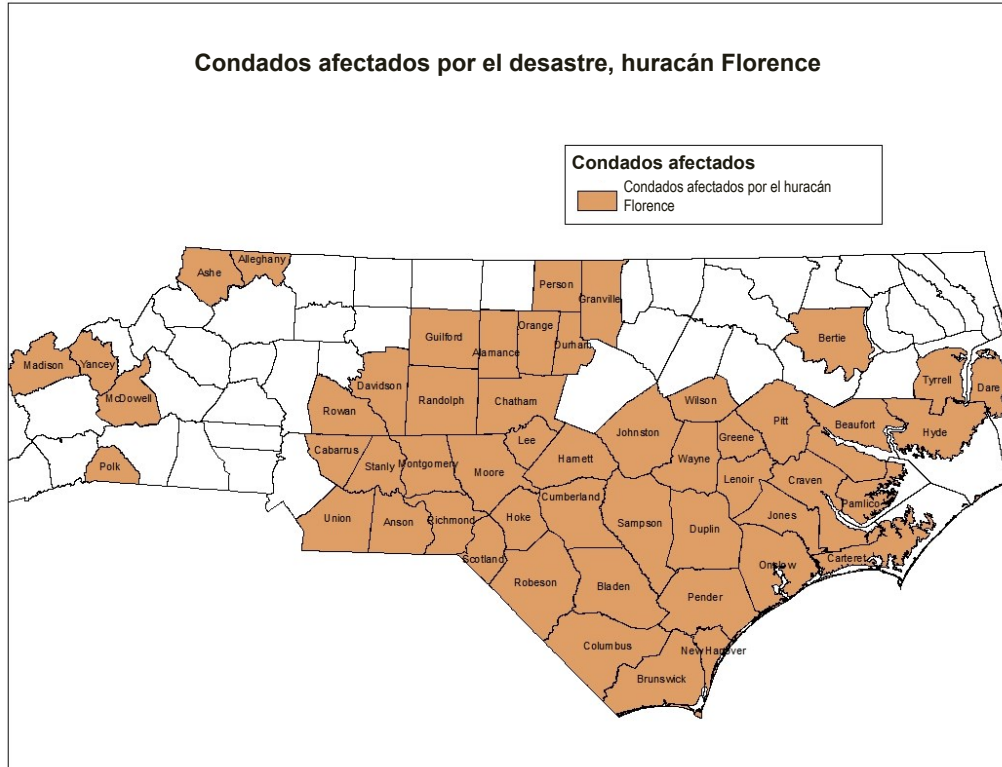 Condados afectados por el desastre, huracán Florence
Condados afectados
Condados afectados por el huracán
Florence
Alleghany
Ashe
Person
Granville
Orange
Guilford
Alamance
Durham
Bertie
Madison
Yancey
McDowell
Davidson
Randolph
Chatham
Rowan
Wilson
Tyrrell
Dare
Polk
Cabarrus
Stanly
Montgomery
Moore
Lee
Harnett
Johnston
Greene
Pitt
Beaufort
Hyde
Wayne
Lenoir
Craven
Pamlico
Union
Anson
Richmond
Scotland
Hoke
Cumberland
Sampson
Duplin
Jones
Onslow
Carteret
Robeson
Bladen
Pender
Columbus
New Hanover
Brunswick